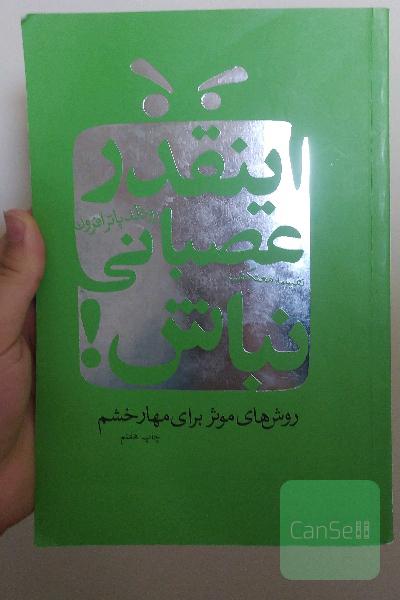 اینقدر
عصبانی
نباش!
روش‌های موثر برای مهار خشم
چاپ هفتم
CanSell